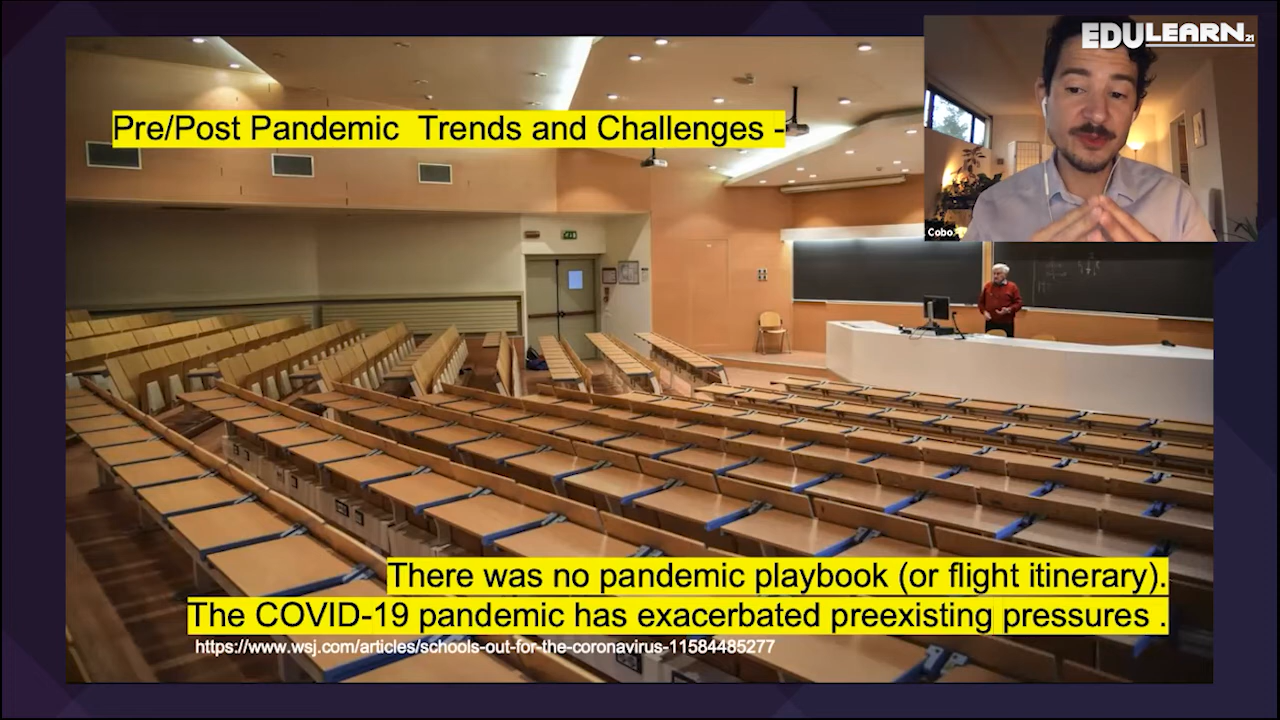 EDULEARN21
Pre/Post Pandemic Trends and Challenges -
Cobo
There was no pandemic playbook (or flight itinerary).
The COVID-19 pandemic has exacerbated preexisting pressures .
https://www.wsj.com/articles/schools-out-for-the-coronavirus-11584485277